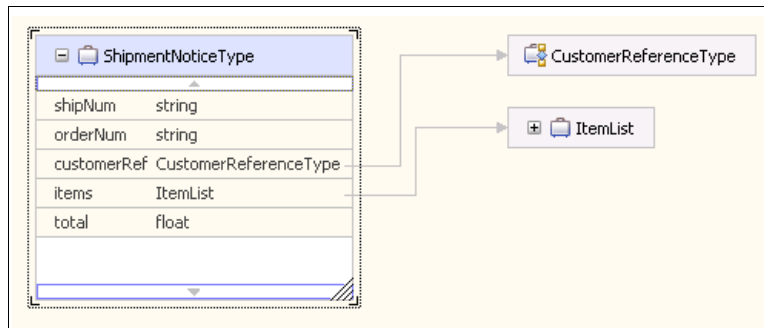 ShipmentNoticeType
CustomerReferenceType
shipNum string
ItemList
orderNum string
customerRef CustomerReferenceType
items ItemList
total float